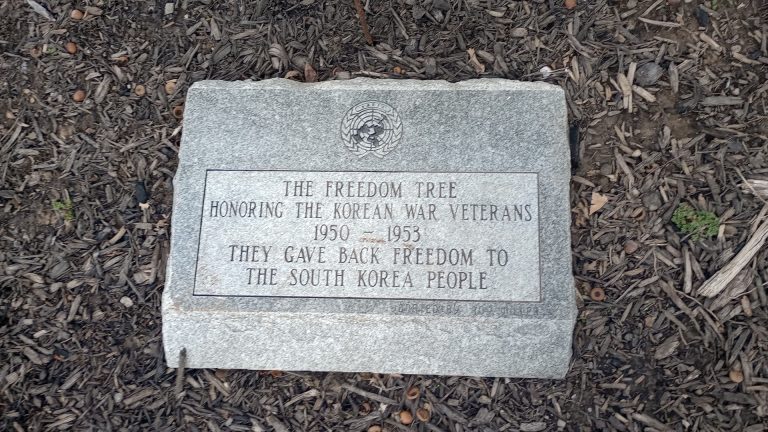 THE FREEDOM TREE
HONORING THE KOREAN WAR VETERANS
1950 – 1953
THEY GAVE BACK FREEDOM TO
THE SOUTH KOREA PEOPLE